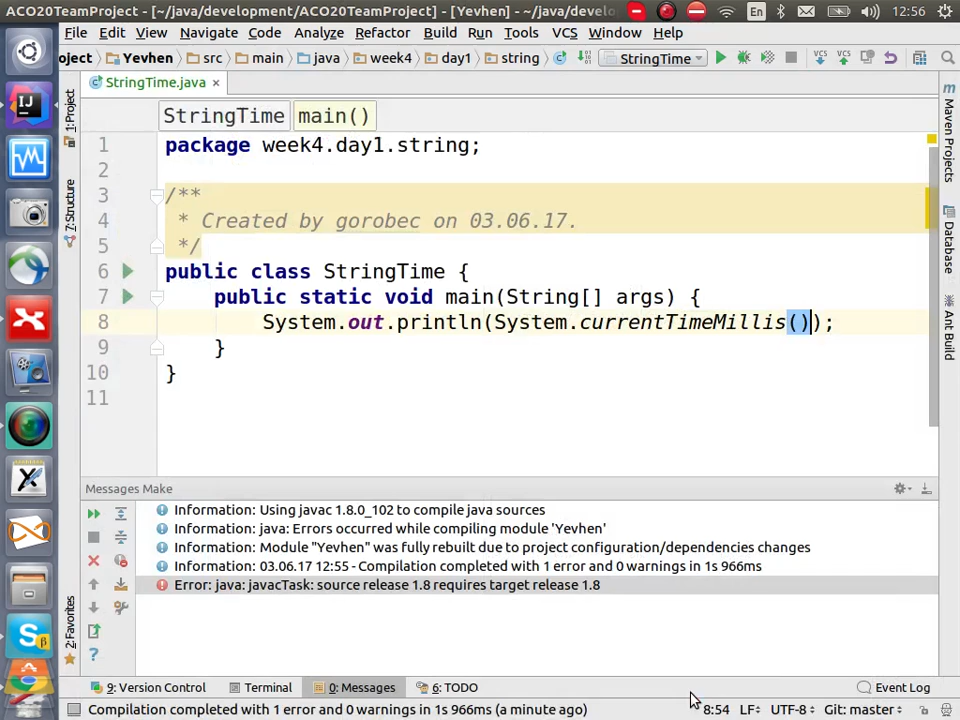 ACO20TeamProject - [~/java/development/ACO20TeamProject] - [Yevhen] - ~/java/develo
En
12:56
File Edit View Navigate Code Analyze Refactor Build Run Tools VCS Window Help
oject Yevhen src main java week4 day1 string StringTime VCS VCS
StringTime.java
StringTime main()
1 package week4.day1.string;
2
3 /**
4 * Created by gorobec on 03.06.17.
5 */
6 public class StringTime {
7 public static void main(String[] args) {
8 System.out.println(System.currentTimeMillis());
9 }
10 }
11
1: Project
7: Structure
2: Favorites
Maven Projects
Database
Ant Build
Messages Make
Information: Using javac 1.8.0_102 to compile java sources
Information: java: Errors occurred while compiling module 'Yevhen'
Information: Module "Yevhen" was fully rebuilt due to project configuration/dependencies changes
Information: 03.06.17 12:55 - Compilation completed with 1 error and 0 warnings in 1s 966ms
Error: java: javacTask: source release 1.8 requires target release 1.8
9: Version Control Terminal 0: Messages 6: TODO Event Log
Compilation completed with 1 error and 0 warnings in 1s 966ms (a minute ago) 8:54 LF: UTF-8: Git: master: